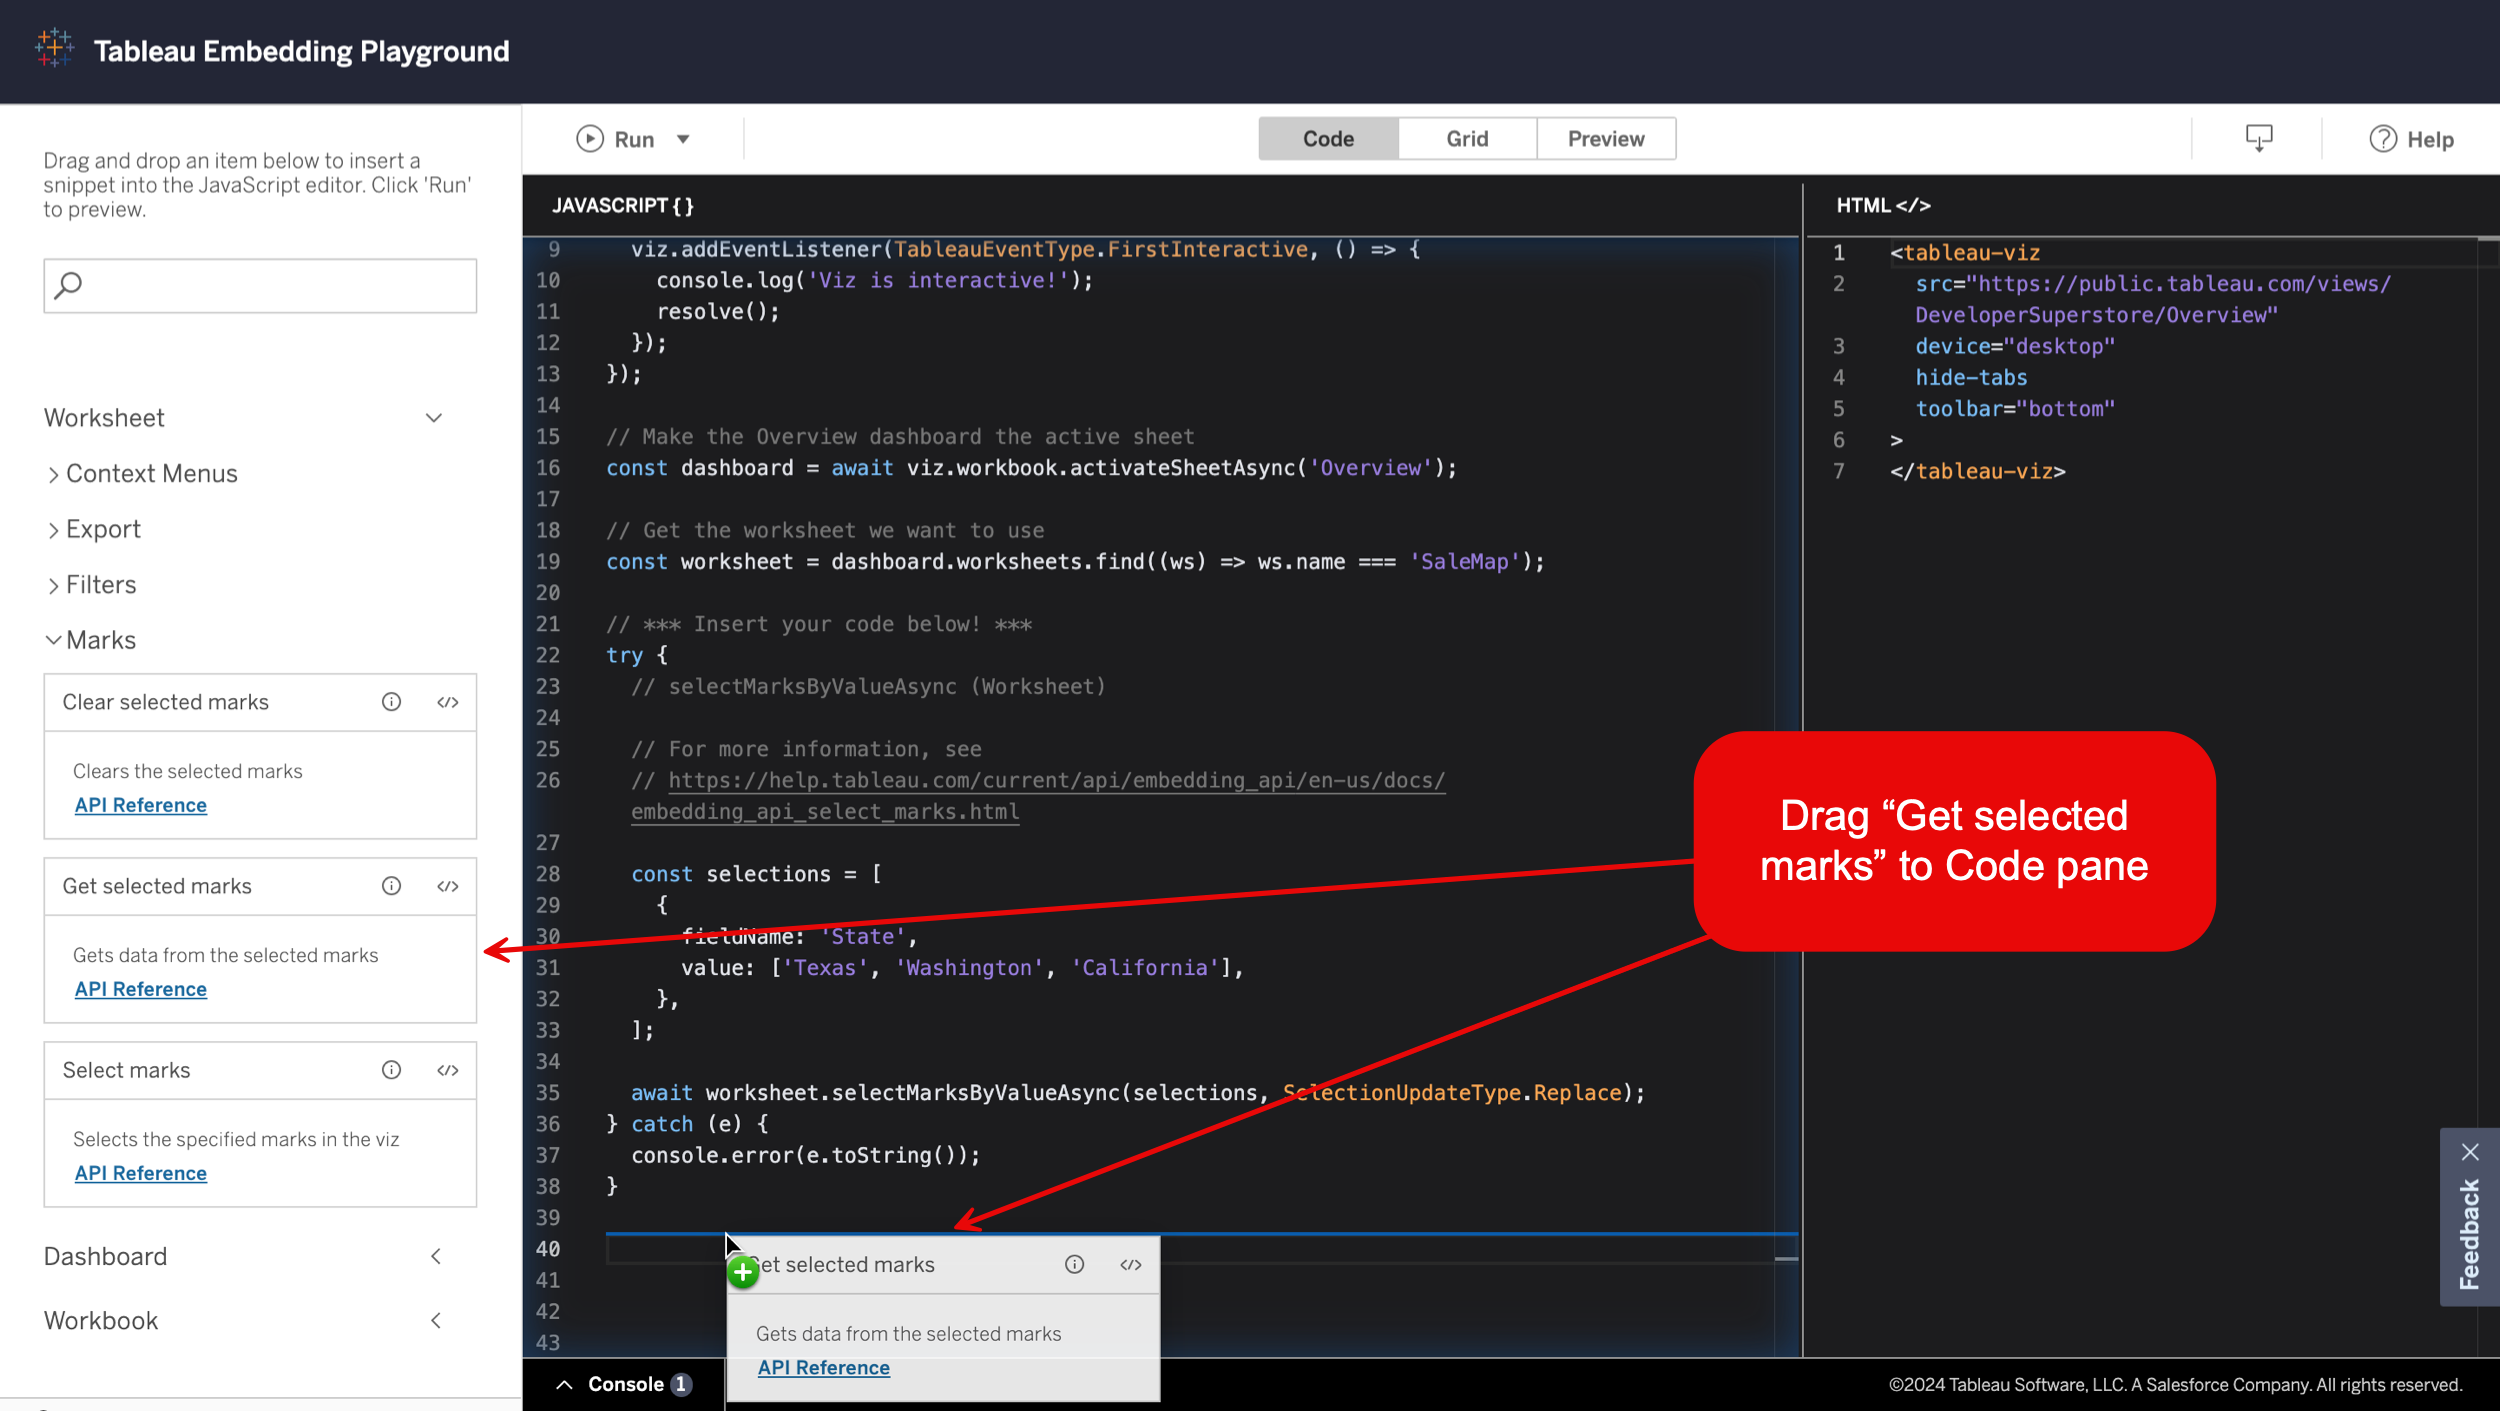 Tableau Embedding Playground
Run
Code
Grid
Preview
Help
Drag and drop an item below to insert a
snippet into the JavaScript editor. Click 'Run'
to preview.
Worksheet
Context Menus
Export
Filters
Marks
Clear selected marks
</>
Clears the selected marks
API Reference
Get selected marks
</>
Gets data from the selected marks
API Reference
Select marks
</>
Selects the specified marks in the viz
API Reference
Dashboard
Workbook
JAVASCRIPT { }
9 viz.addEventListener(TableauEventType.FirstInteractive, () => {
10 console.log('Viz is interactive!');
11 resolve();
12 });
13 });
14
15 // Make the Overview dashboard the active sheet
16 const dashboard = await viz.workbook.activateSheetAsync('Overview');
17
18 // Get the worksheet we want to use
19 const worksheet = dashboard.worksheets.find((ws) => ws.name === 'SaleMap');
20
21 // *** Insert your code below! ***
22 try {
23 // selectMarksByValueAsync (Worksheet)
24
25 // For more information, see
26 // https://help.tableau.com/current/api/embedding_api/en-us/docs/
embedding_api_select_marks.html
27
28 const selections = [
29 {
30 fieldName: 'State',
31 value: ['Texas', 'Washington', 'California'],
32 },
33 ];
34
35 await worksheet.selectMarksByValueAsync(selections, SelectionUpdateType.Replace);
36 } catch (e) {
37 console.error(e.toString());
38 }
39
40
41
42
43
Get selected marks
</>
Gets data from the selected marks
API Reference
Console 1
HTML </>
1 <tableau-viz
2 src="https://public.tableau.com/views/
DeveloperSuperstore/Overview"
3 device="desktop"
4 hide-tabs
5 toolbar="bottom"
6 >
7 </tableau-viz>
Drag “Get selected
marks” to Code pane
Feedback
©2024 Tableau Software, LLC. A Salesforce Company. All rights reserved.